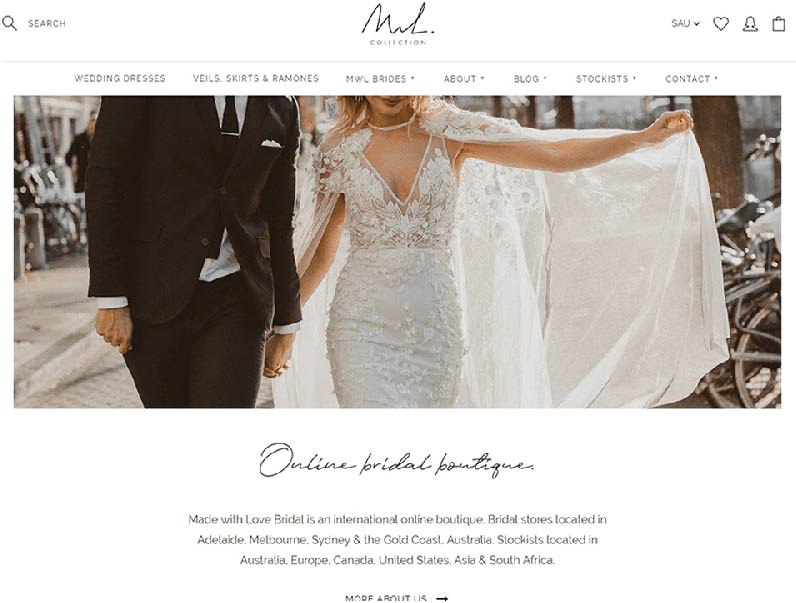 SEARCH
MWL.
COLLECTION
$AU
WEDDING DRESSES VEILS, SKIRTS & RAMONES MWL BRIDES + ABOUT + BLOG + STOCKISTS + CONTACT +
Online bridal boutique.
Made with Love Bridal is an international online boutique. Bridal stores located in
Adelaide, Melbourne, Sydney & the Gold Coast, Australia. Stockists located in
Australia, Europe, Canada, United States, Asia & South Africa.
MORE ABOUT US →